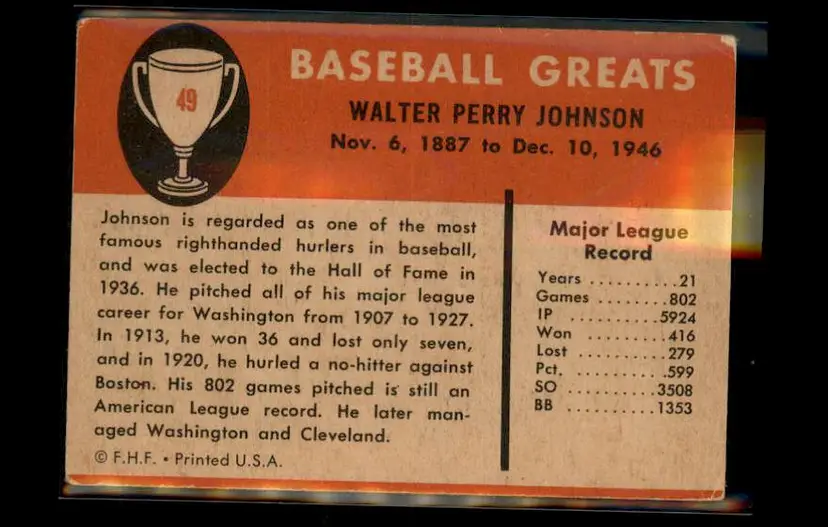 49
BASEBALL GREATS
WALTER PERRY JOHNSON
Nov. 6, 1887 to Dec. 10, 1946
Johnson is regarded as one of the most
famous righthanded hurlers in baseball,
and was elected to the Hall of Fame in
1936. He pitched all of his major league
career for Washington from 1907 to 1927.
In 1913, he won 36 and lost only seven,
and in 1920, he hurled a no-hitter against
Boston. His 802 games pitched is still an
American League record. He later man-
aged Washington and Cleveland.
© F.H.F. • Printed U.S.A.
Major League
Record
Years ..........21
Games ........802
IP ..........5924
Won .........416
Lost .........279
Pct. .........599
SO .........3508
BB .........1353